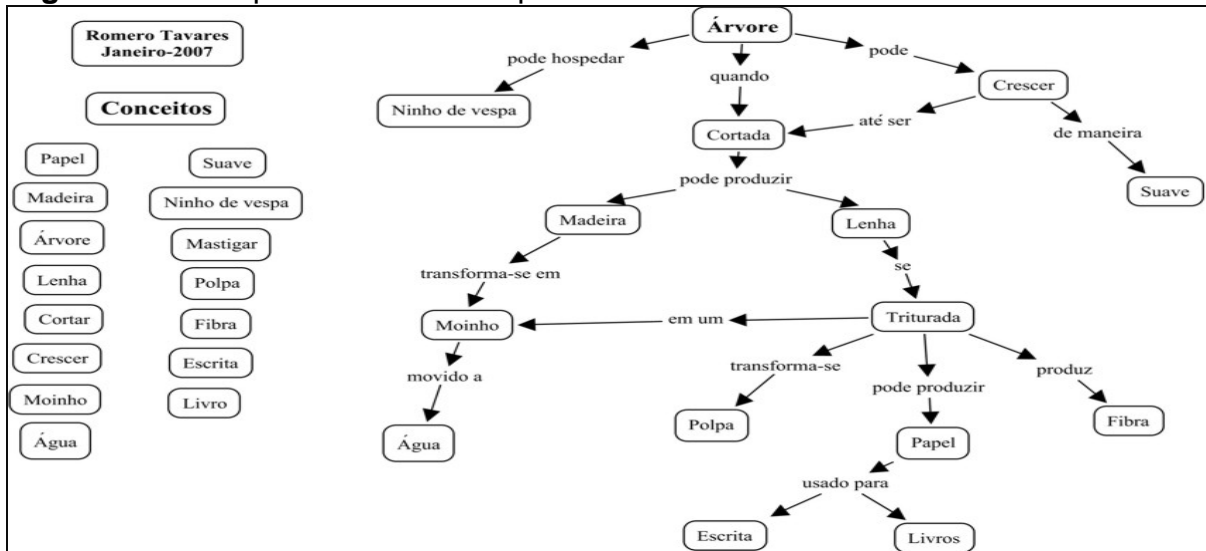 Romero Tavares
Janeiro-2007
Conceitos
Papel
Madeira
Árvore
Lenha
Cortar
Crescer
Moinho
Água
Suave
Ninho de vespa
Mastigar
Polpa
Fibra
Escrita
Livro
Árvore
pode hospedar
quando
pode
Ninho de vespa
Crescer
Cortada
até ser
de maneira
Suave
pode produzir
Madeira
Lenha
transforma-se em
se
Moinho
em um
Triturada
movido a
transforma-se
pode produzir
produz
Água
Polpa
Papel
Fibra
usado para
Escrita
Livros